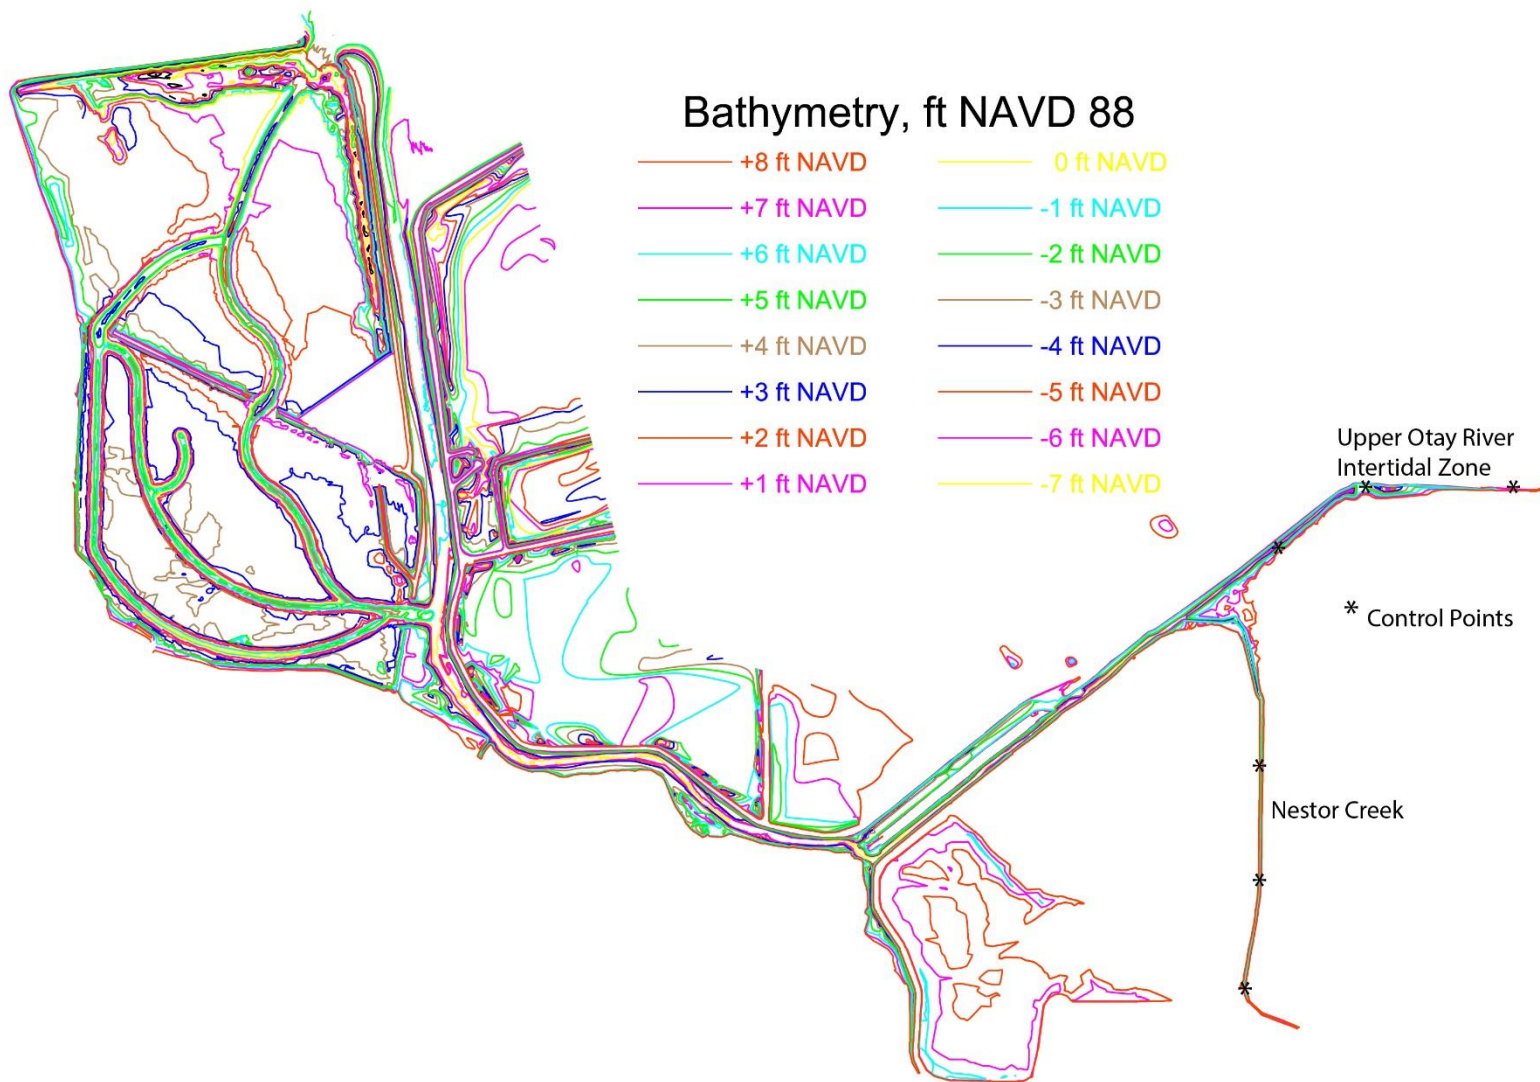 Bathymetry, ft NAVD 88
+8 ft NAVD
+7 ft NAVD
+6 ft NAVD
+5 ft NAVD
+4 ft NAVD
+3 ft NAVD
+2 ft NAVD
+1 ft NAVD
0 ft NAVD
-1 ft NAVD
-2 ft NAVD
-3 ft NAVD
-4 ft NAVD
-5 ft NAVD
-6 ft NAVD
-7 ft NAVD
Upper Otay River
Intertidal Zone
* Control Points
Nestor Creek